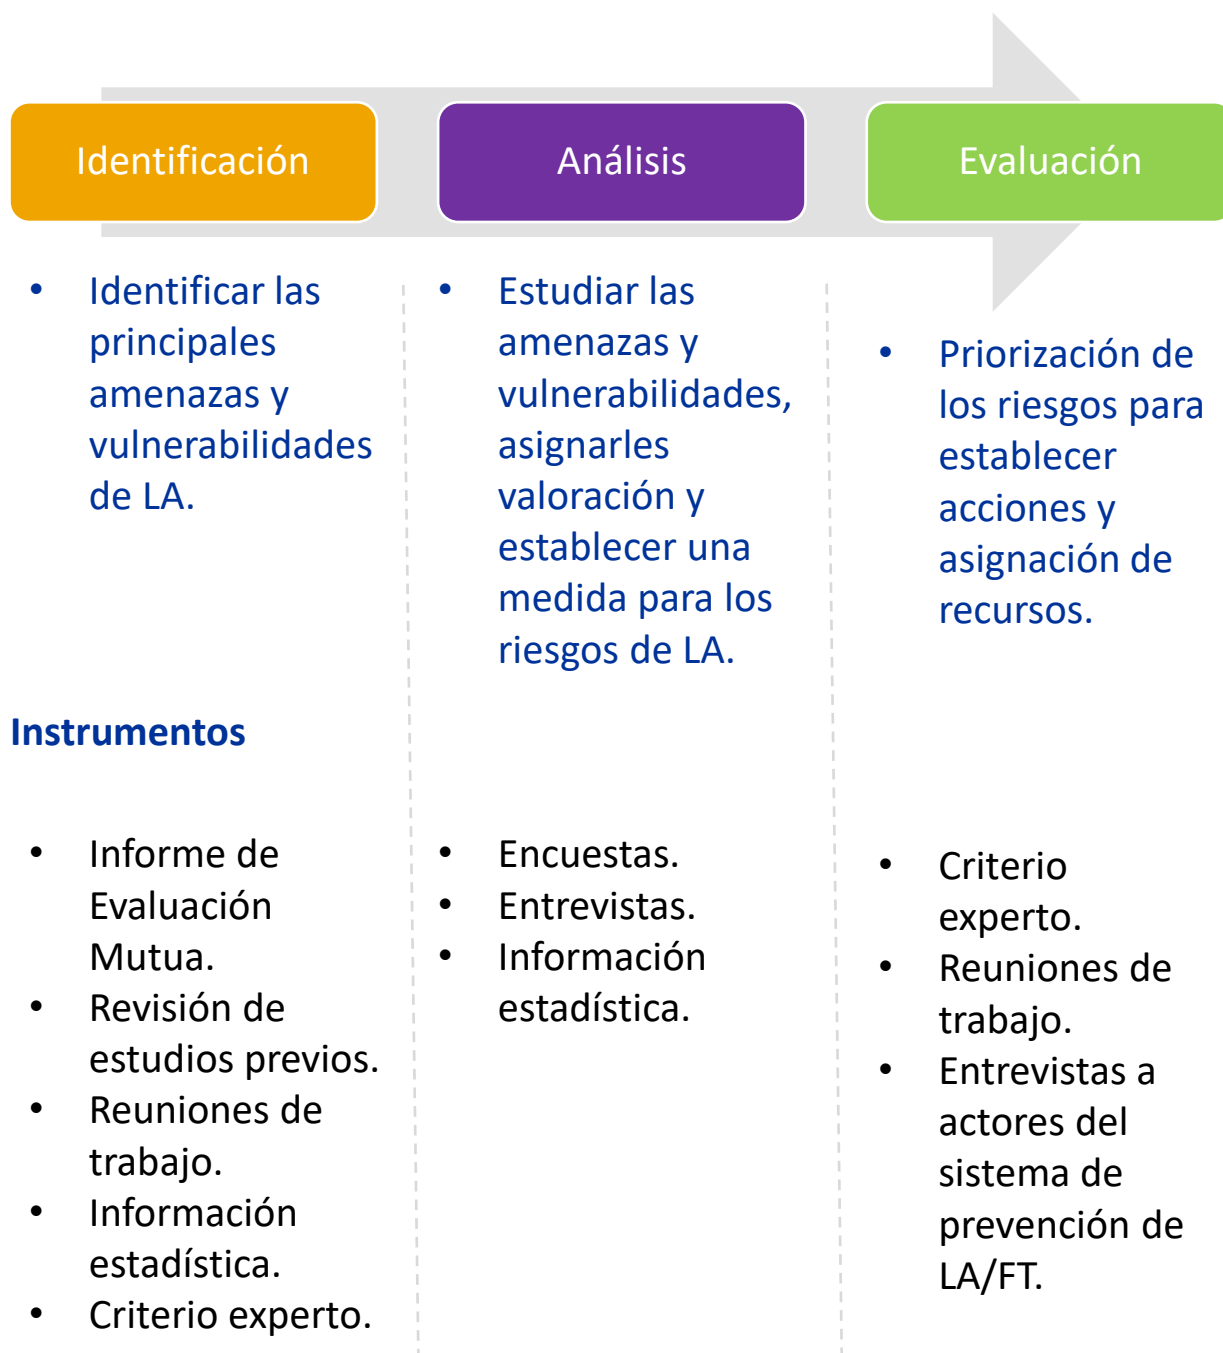 Identificación
Análisis
Evaluación
• Identificar las
principales
amenazas y
vulnerabilidades
de LA.
• Estudiar las
amenazas y
vulnerabilidades,
asignarles
valoración y
establecer una
medida para los
riesgos de LA.
• Priorización de
los riesgos para
establecer
acciones y
asignación de
recursos.
Instrumentos
• Informe de
Evaluación
Mutua.
• Revisión de
estudios previos.
• Reuniones de
trabajo.
• Información
estadística.
• Criterio experto.
• Encuestas.
• Entrevistas.
• Información
estadística.
• Criterio
experto.
• Reuniones de
trabajo.
• Entrevistas a
actores del
sistema de
prevención de
LA/FT.